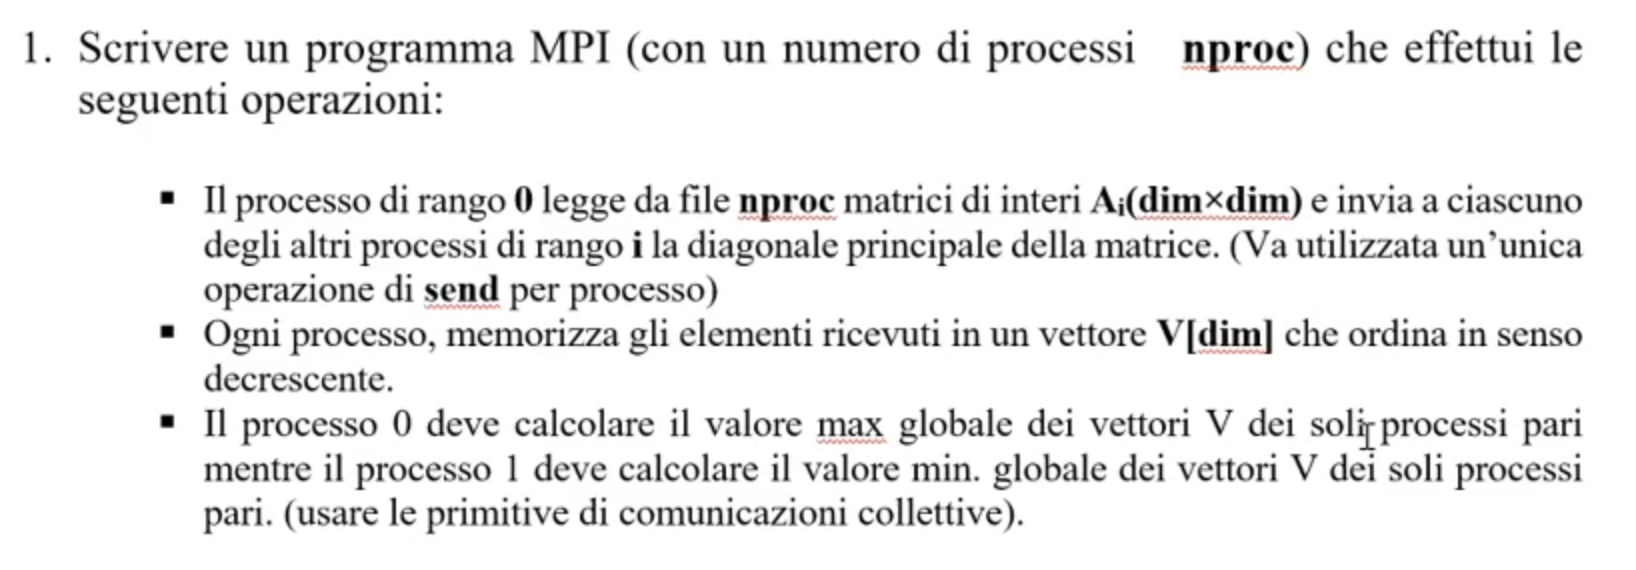 1. Scrivere un programma MPI (con un numero di processi nproc) che effettui le
seguenti operazioni:
▪ Il processo di rango 0 legge da file nproc matrici di interi Aᵢ(dim×dim) e invia a ciascuno
degli altri processi di rango i la diagonale principale della matrice. (Va utilizzata un’unica
operazione di send per processo)
▪ Ogni processo, memorizza gli elementi ricevuti in un vettore V[dim] che ordina in senso
decrescente.
▪ Il processo 0 deve calcolare il valore max globale dei vettori V dei soli processi pari
mentre il processo 1 deve calcolare il valore min. globale dei vettori V dei soli processi
pari. (usare le primitive di comunicazioni collettive).